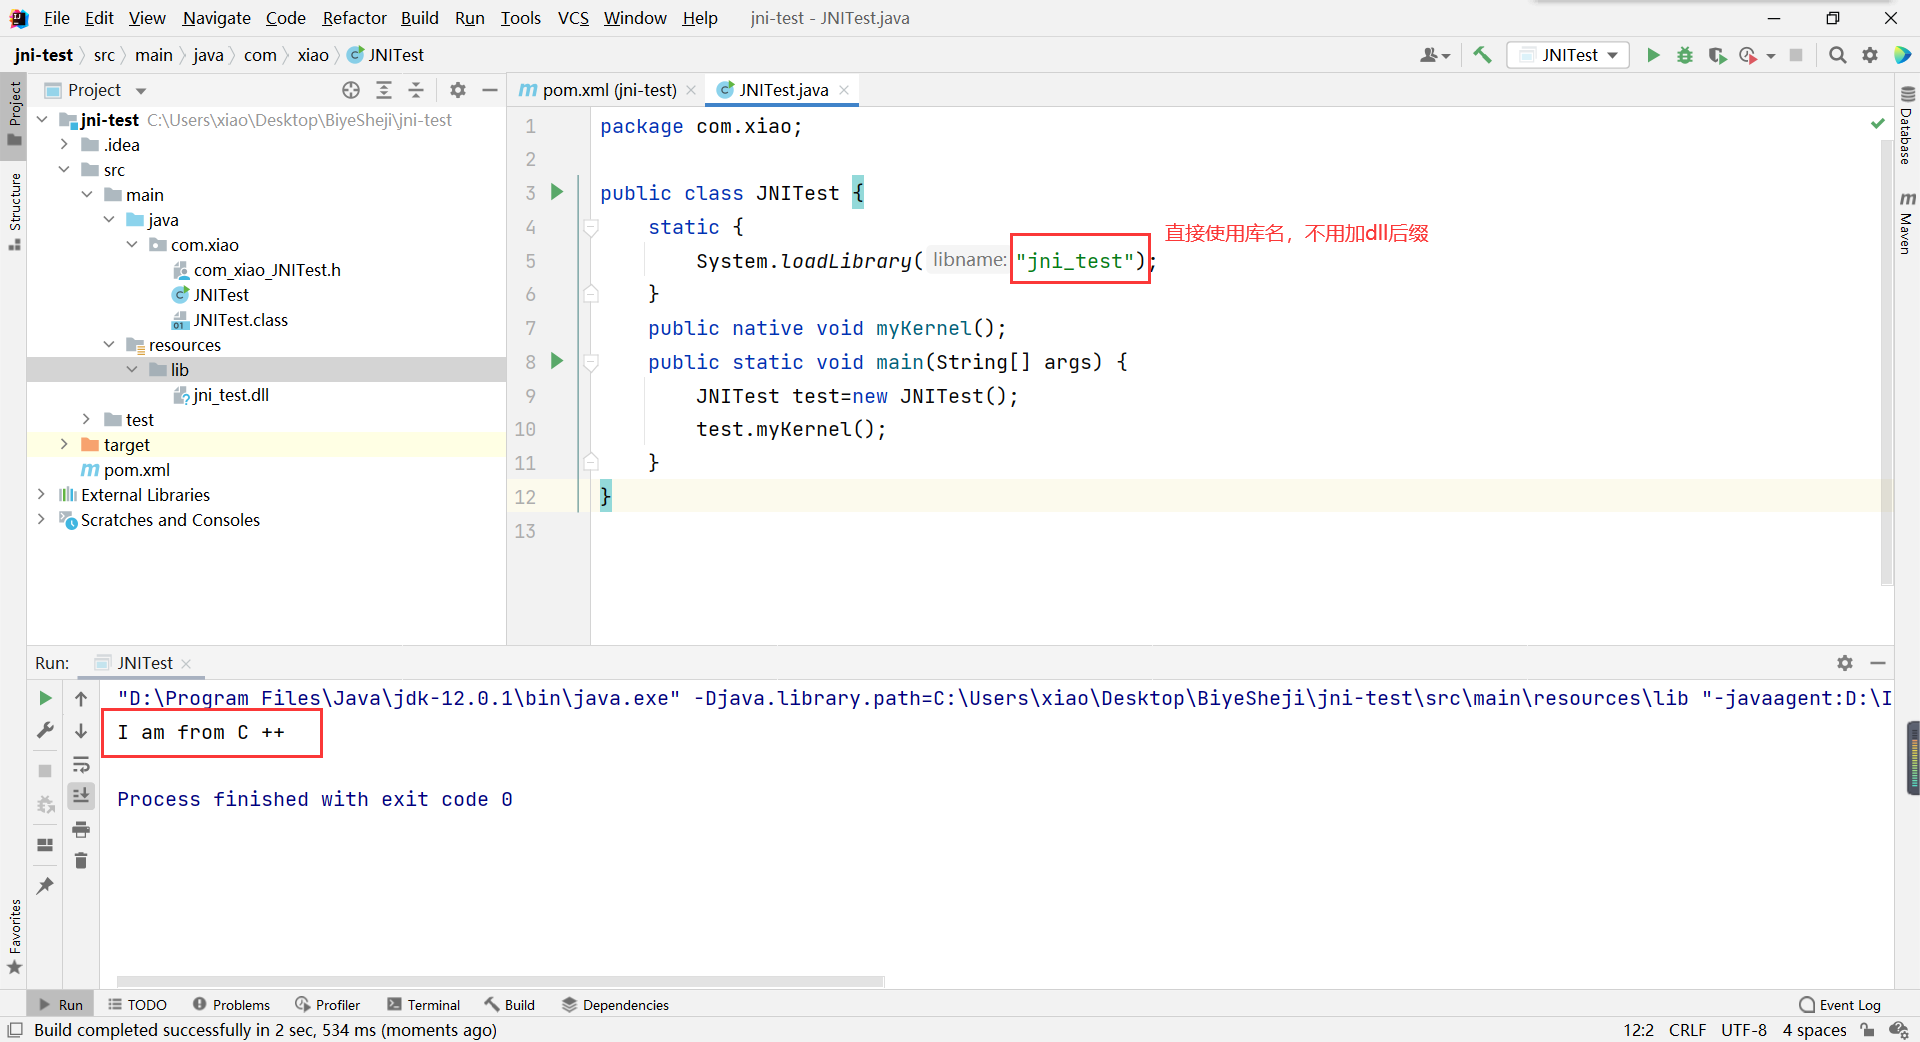 File Edit View Navigate Code Refactor Build Run Tools VCS Window Help jni-test - JNITest.java
jni-test src main java com xiao JNITest
JNITest
Project
pom.xml (jni-test)
JNITest.java
Project
Structure
Favorites
Database
Maven
jni-test C:\Users\xiao\Desktop\BiyeSheji\jni-test
.idea
src
main
java
com.xiao
com_xiao_JNITest.h
JNITest
JNITest.class
resources
lib
jni_test.dll
test
target
pom.xml
External Libraries
Scratches and Consoles
1 package com.xiao;
2
3 public class JNITest {
4 static {
直接使用库名，不用加dll后缀
5 System.loadLibrary( libname: "jni_test");
6 }
7 public native void myKernel();
8 public static void main(String[] args) {
9 JNITest test=new JNITest();
10 test.myKernel();
11 }
12 }
13
Run: JNITest
"D:\Program Files\Java\jdk-12.0.1\bin\java.exe" -Djava.library.path=C:\Users\xiao\Desktop\BiyeSheji\jni-test\src\main\resources\lib "-javaagent:D:\I
I am from C ++
Process finished with exit code 0
Run TODO Problems Profiler Terminal Build Dependencies Event Log
Build completed successfully in 2 sec, 534 ms (moments ago) 12:2 CRLF UTF-8 4 spaces